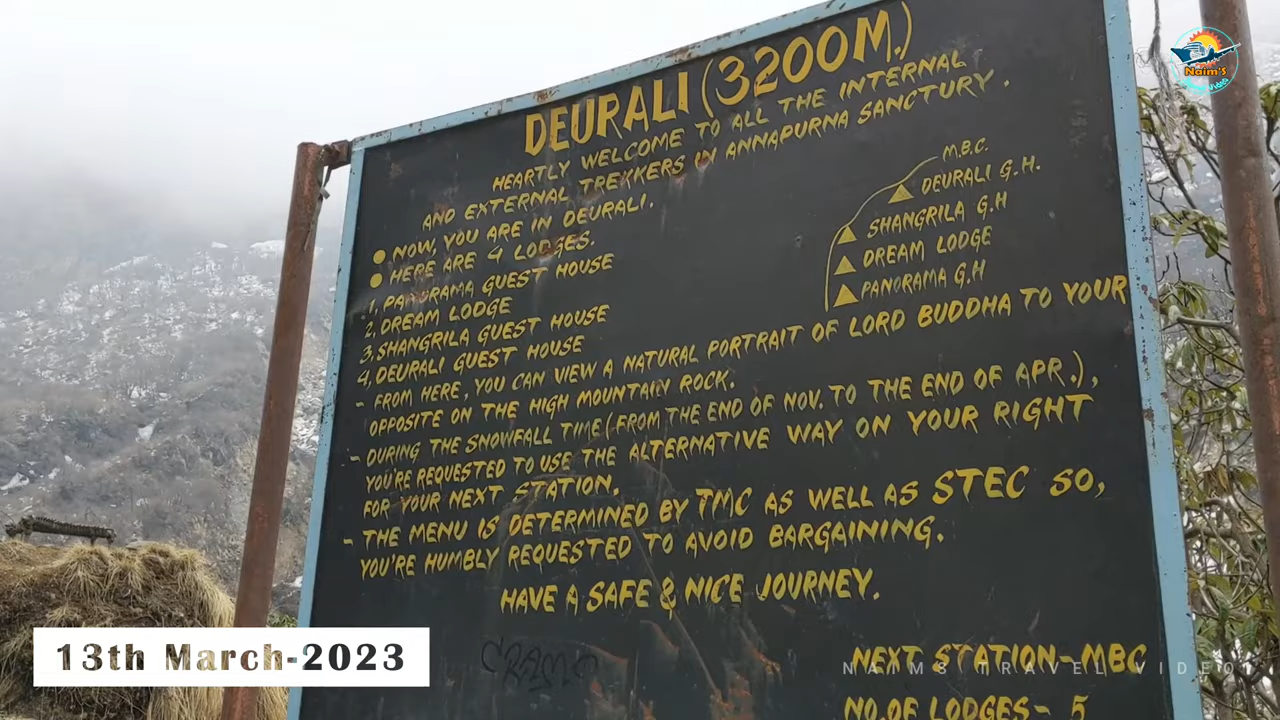 DEURALI (3200M.)
HEARTLY WELCOME TO ALL THE INTERNAL
AND EXTERNAL TREKKERS IN ANNAPURNA SANCTURY.
NOW, YOU ARE IN DEURALI.
HERE ARE 4 LODGES.
1, PANORAMA GUEST HOUSE
2, DREAM LODGE
3, SHANGRILA GUEST HOUSE
4, DEURALI GUEST HOUSE
M.B.C.
DEURALI G.H.
SHANGRILA G.H
DREAM LODGE
PANORAMA G,H
- FROM HERE, YOU CAN VIEW A NATURAL PORTRAIT OF LORD BUDDHA TO YOUR
OPPOSITE ON THE HIGH MOUNTAIN ROCK.
- DURING THE SNOWFALL TIME (FROM THE END OF NOV. TO THE END OF APR.),
YOU'RE REQUESTED TO USE THE ALTERNATIVE WAY ON YOUR RIGHT
FOR YOUR NEXT STATION.
- THE MENU IS DETERMINED BY TMC AS WELL AS STEC SO,
YOU'RE HUMBLY REQUESTED TO AVOID BARGAINING.
HAVE A SAFE & NICE JOURNEY.
NEXT STATION-MBC
NO.OF LODGES- 5
13th March-2023
NAIMS TRAVEL VIDEO
Naim'S